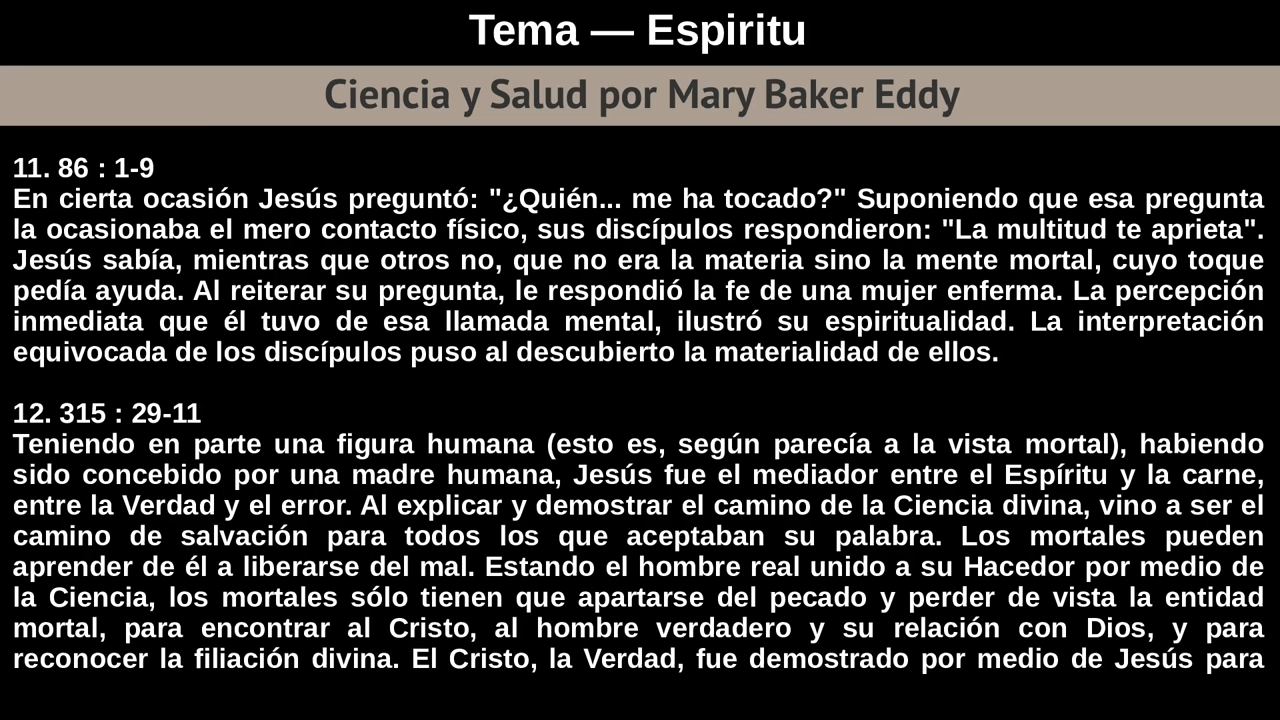 Tema — Espiritu
Ciencia y Salud por Mary Baker Eddy
11. 86 : 1-9
En cierta ocasión Jesús preguntó: "¿Quién... me ha tocado?" Suponiendo que esa pregunta
la ocasionaba el mero contacto físico, sus discípulos respondieron: "La multitud te aprieta".
Jesús sabía, mientras que otros no, que no era la materia sino la mente mortal, cuyo toque
pedía ayuda. Al reiterar su pregunta, le respondió la fe de una mujer enferma. La percepción
inmediata que él tuvo de esa llamada mental, ilustró su espiritualidad. La interpretación
equivocada de los discípulos puso al descubierto la materialidad de ellos.
12. 315 : 29-11
Teniendo en parte una figura humana (esto es, según parecía a la vista mortal), habiendo
sido concebido por una madre humana, Jesús fue el mediador entre el Espíritu y la carne,
entre la Verdad y el error. Al explicar y demostrar el camino de la Ciencia divina, vino a ser el
camino de salvación para todos los que aceptaban su palabra. Los mortales pueden
aprender de él a liberarse del mal. Estando el hombre real unido a su Hacedor por medio de
la Ciencia, los mortales sólo tienen que apartarse del pecado y perder de vista la entidad
mortal, para encontrar al Cristo, al hombre verdadero y su relación con Dios, y para
reconocer la filiación divina. El Cristo, la Verdad, fue demostrado por medio de Jesús para